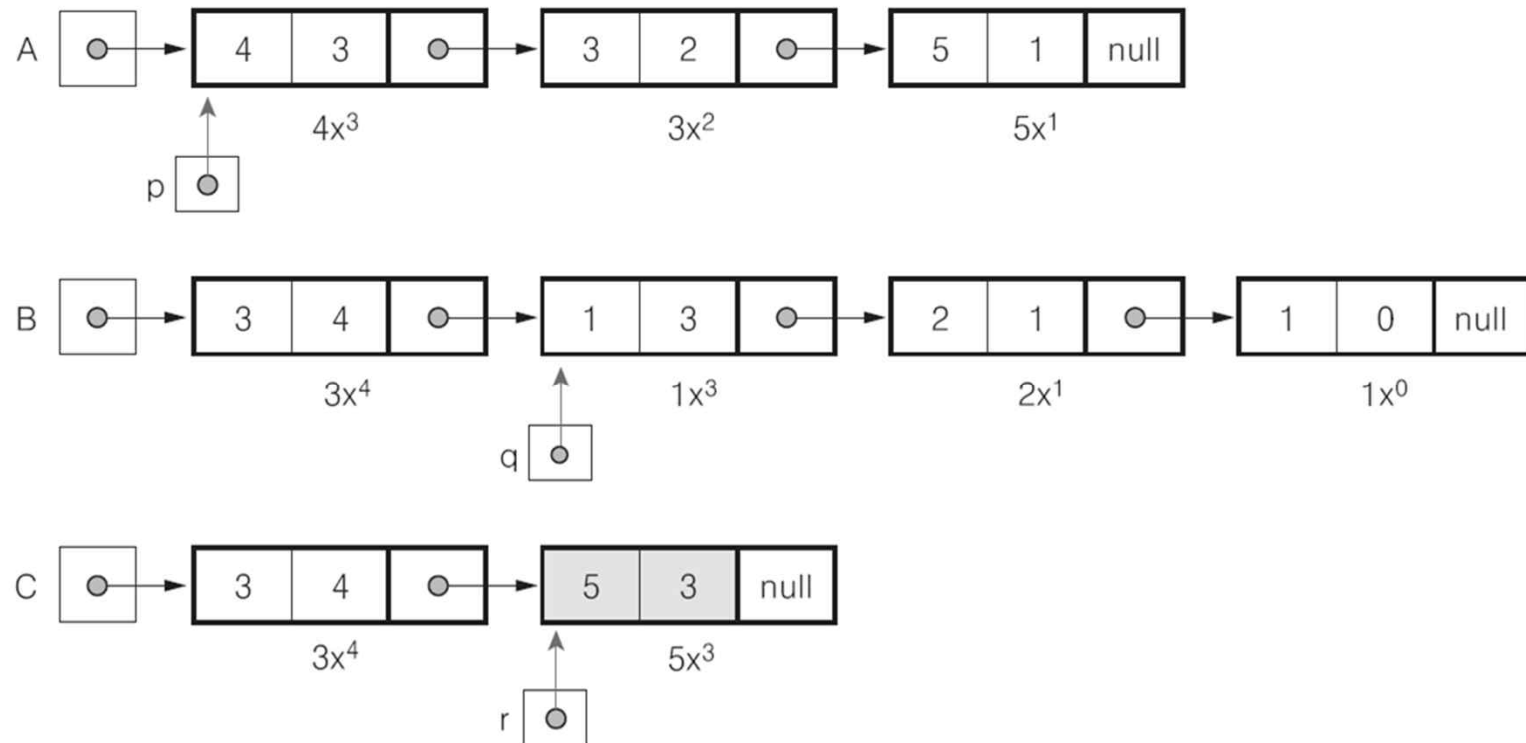 A 4 3 3 2 5 1 null
4x³ 3x² 5x¹
p
B 3 4 1 3 2 1 1 0 null
3x⁴ 1x³ 2x¹ 1x⁰
q
C 3 4 5 3 null
3x⁴ 5x³
r